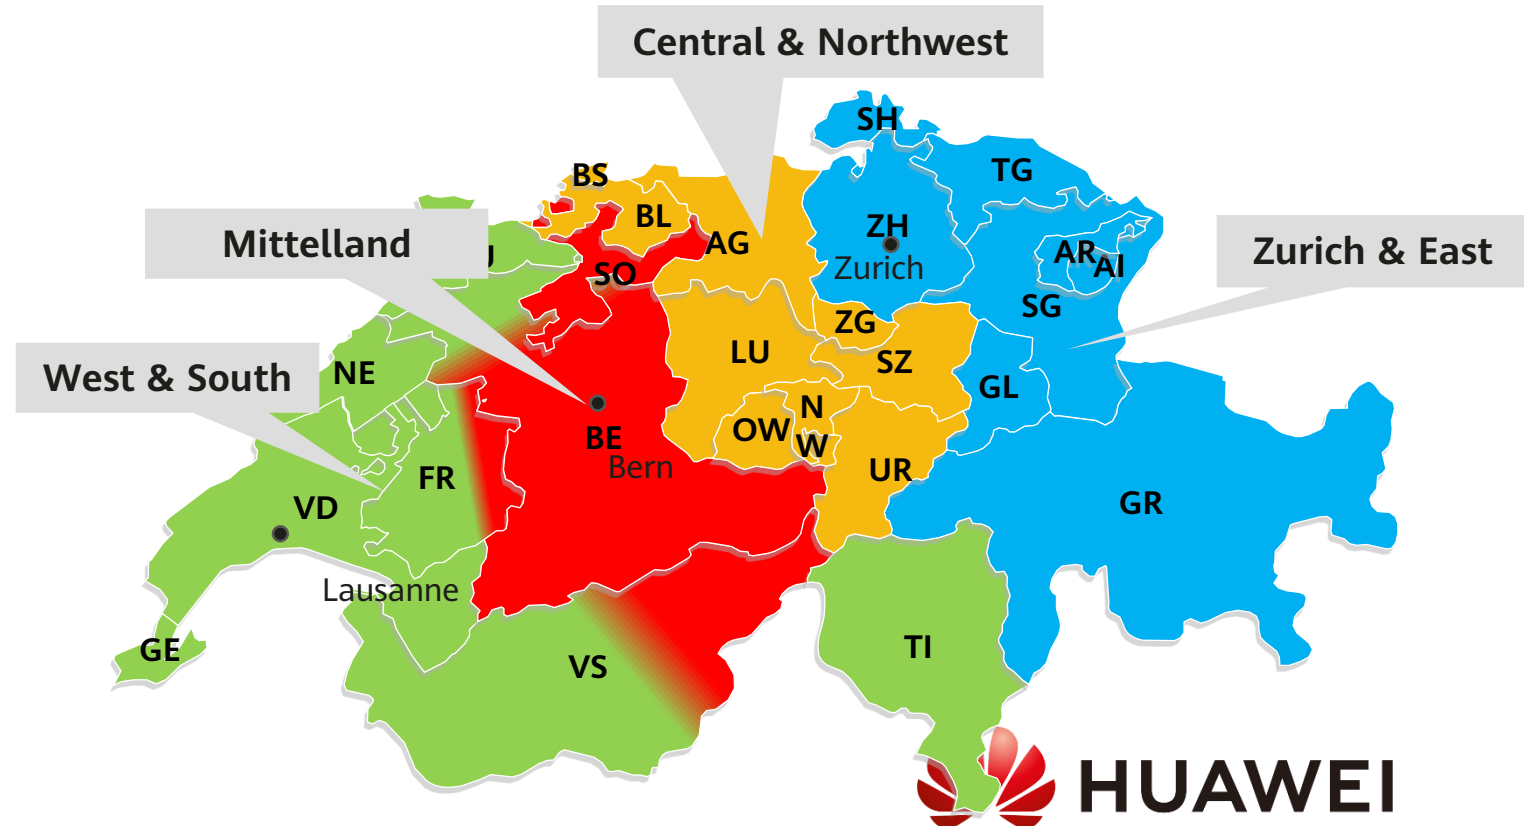 Central & Northwest
SH
TG
BS
BL
Mittelland
AG
ZH
Zurich
AR
AI
Zurich & East
SO
SG
ZG
LU
SZ
West & South
NE
GL
N
W
OW
BE
Bern
UR
FR
VD
GR
Lausanne
GE
VS
TI
HUAWEI